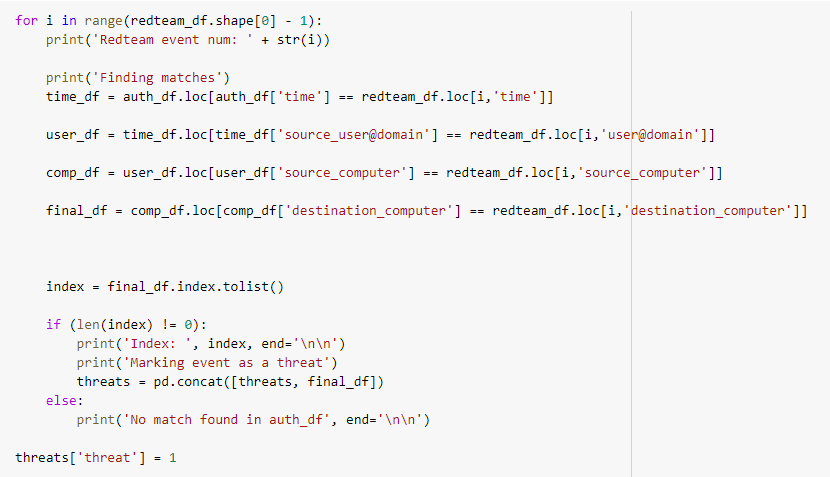 for i in range(redteam_df.shape[0] - 1):
    print('Redteam event num: ' + str(i))
    print('Finding matches')
    time_df = auth_df.loc[auth_df['time'] == redteam_df.loc[i,'time']]
    user_df = time_df.loc[time_df['source_user@domain'] == redteam_df.loc[i,'user@domain']]
    comp_df = user_df.loc[user_df['source_computer'] == redteam_df.loc[i,'source_computer']]
    final_df = comp_df.loc[comp_df['destination_computer'] == redteam_df.loc[i,'destination_computer']]
    index = final_df.index.tolist()
    if (len(index) != 0):
        print('Index: ', index, end='\n\n')
        print('Marking event as a threat')
        threats = pd.concat([threats, final_df])
    else:
        print('No match found in auth_df', end='\n\n')
threats['threat'] = 1